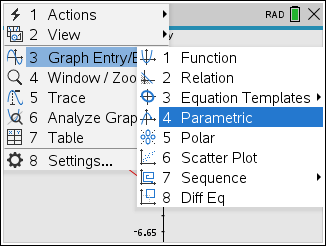 RAD
1 Actions
2 View
3 Graph Entry/E
4 Window / Zoo
5 Trace
6 Analyze Grap
7 Table
8 Settings...
y
1 Function
2 Relation
3 Equation Templates
4 Parametric
5 Polar
6 Scatter Plot
7 Sequence
8 Diff Eq
-6.65